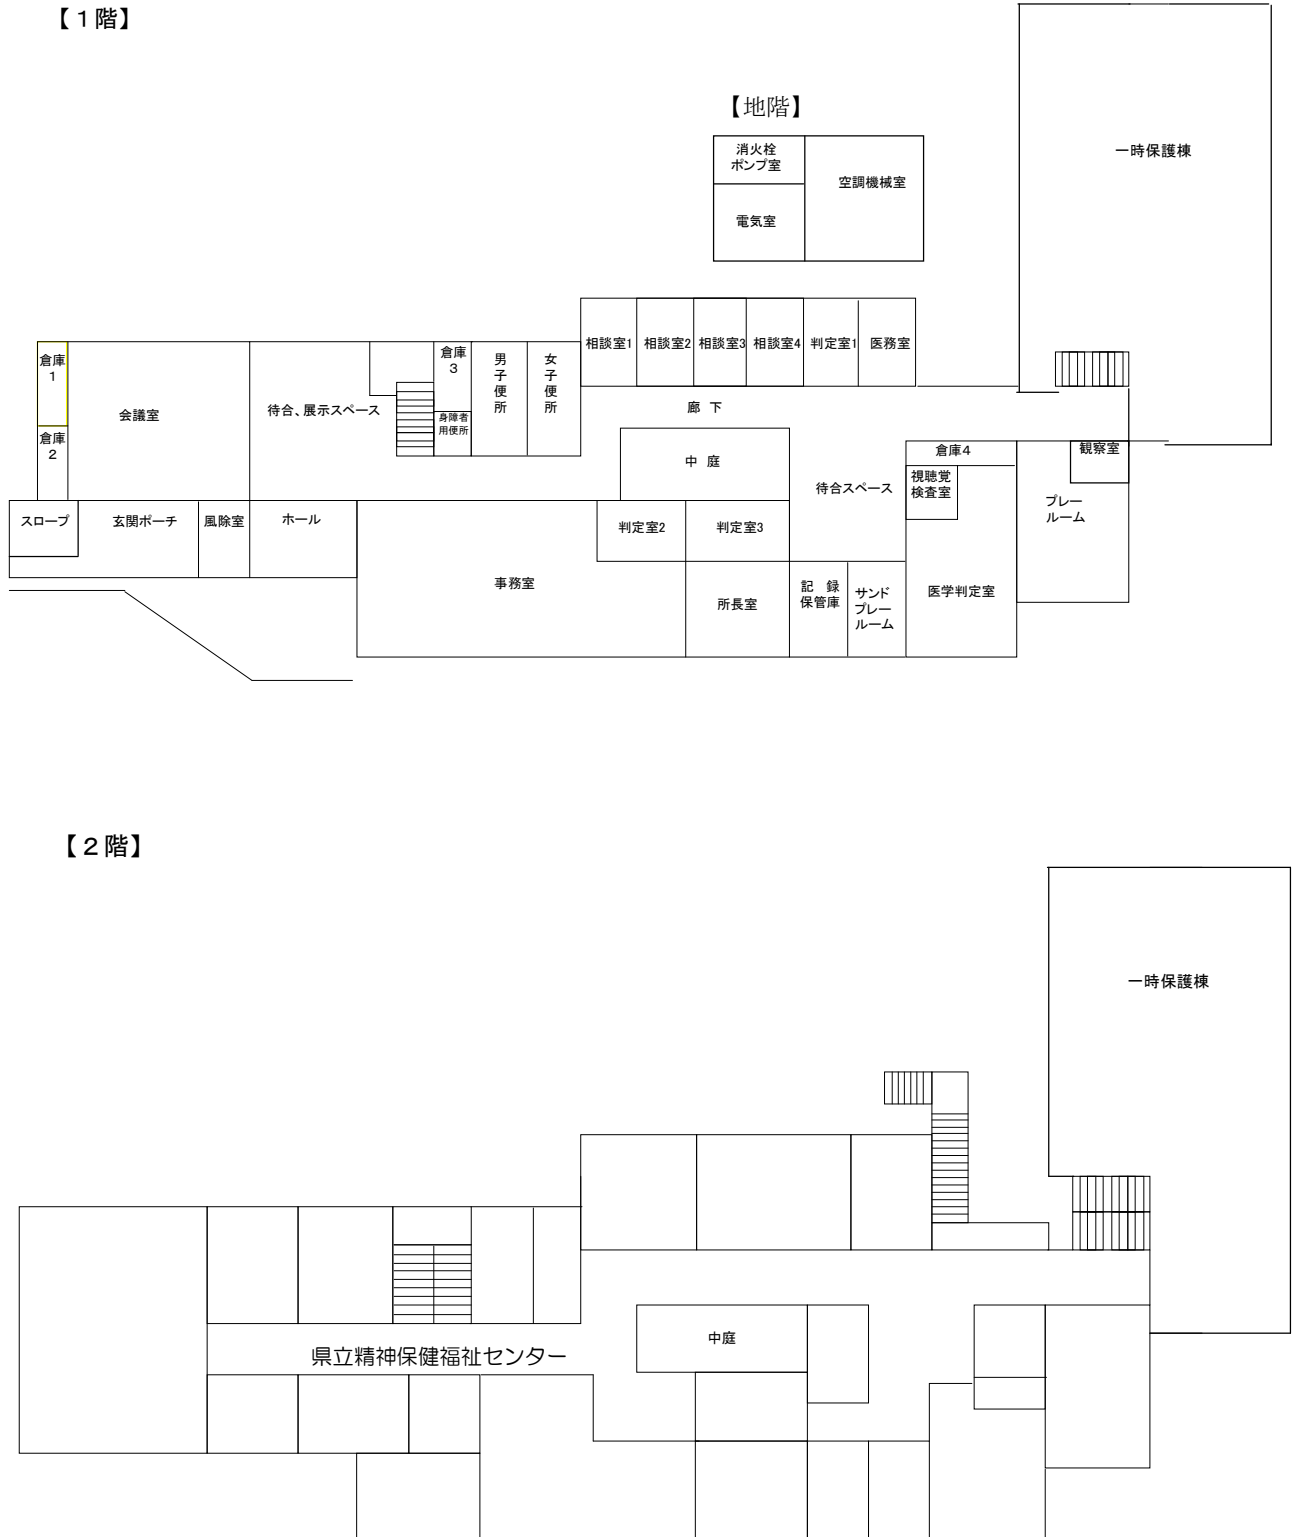 【１階】
【地階】
消火栓
ポンプ室
空調機械室
電気室
一時保護棟
相談室1
相談室2
相談室3
相談室4
判定室1
医務室
倉庫
1
倉庫
2
会議室
待合、展示スペース
倉庫
3
身障者
用便所
男子便所
女子便所
廊 下
中 庭
待合スペース
倉庫4
視聴覚
検査室
観察室
プレー
ルーム
スロープ
玄関ポーチ
風除室
ホール
事務室
判定室2
判定室3
所長室
記 録
保管庫
サンド
プレー
ルーム
医学判定室
【２階】
一時保護棟
中庭
県立精神保健福祉センター